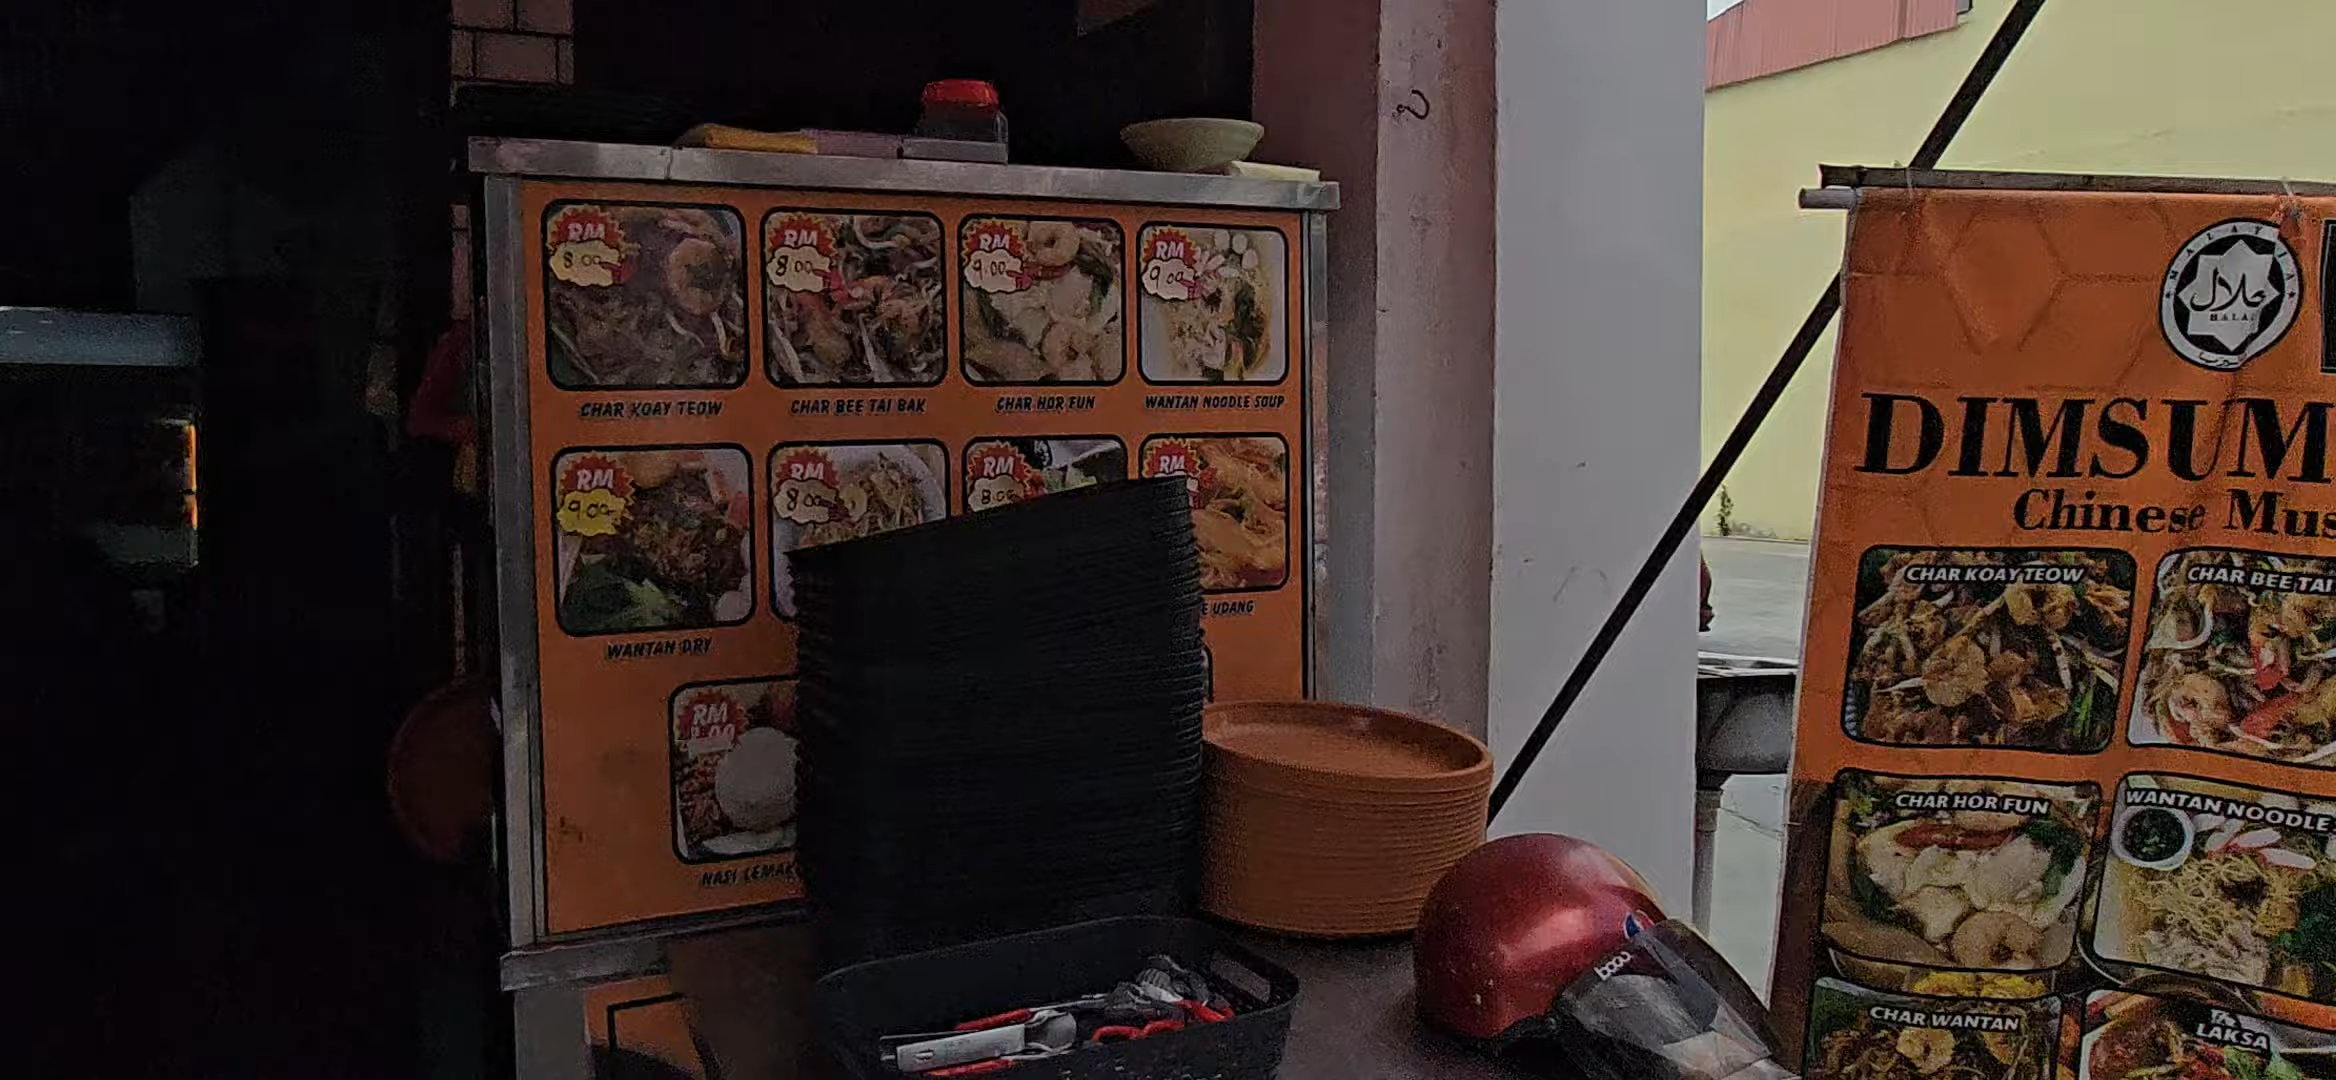 RM
8.00
RM
8.00
RM
9.00
RM
9.00
CHAR KOAY TEOW
CHAR BEE TAI BAK
CHAR HOR FUN
WANTAN NOODLE SOUP
RM
9.00
RM
8.00
RM
8.00
RM
WANTAN DRY
E UDANG
RM
NASI LEMAK
MALAYSIA
حلال
HALAL
DIMSUM
Chinese Mus
CHAR KOAY TEOW
CHAR BEE TAI
CHAR HOR FUN
WANTAN NOODLE
CHAR WANTAN
LAKSA